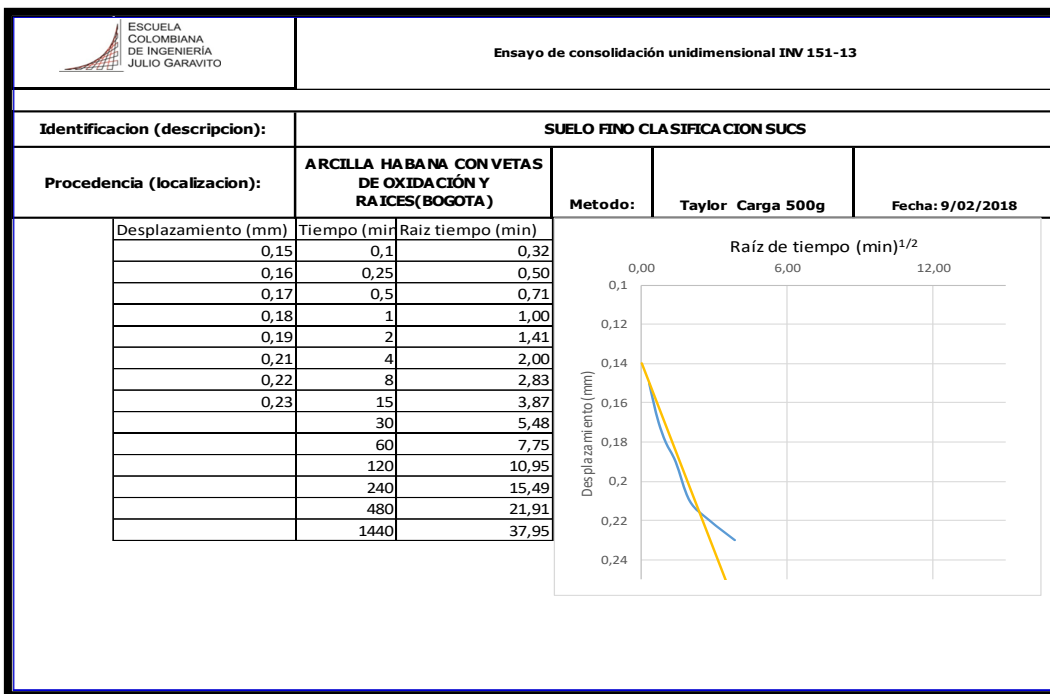 ESCUELA
COLOMBIANA
DE INGENIERÍA
JULIO GARAVITO
Ensayo de consolidación unidimensional INV 151-13
Identificacion (descripcion):
SUELO FINO CLASIFICACION SUCS
Procedencia (localizacion):
ARCILLA HABANA CON VETAS
DE OXIDACIÓN Y
RAICES(BOGOTA)
Metodo:
Taylor Carga 500g
Fecha: 9/02/2018
Desplazamiento (mm) Tiempo (min Raiz tiempo (min)
0,15 0,1 0,32
0,16 0,25 0,50
0,17 0,5 0,71
0,18 1 1,00
0,19 2 1,41
0,21 4 2,00
0,22 8 2,83
0,23 15 3,87
30 5,48
60 7,75
120 10,95
240 15,49
480 21,91
1440 37,95
Raíz de tiempo (min)1/2
0,00 6,00 12,00
0,1
0,12
0,14
0,16
0,18
0,2
0,22
0,24
Desplazamiento (mm)